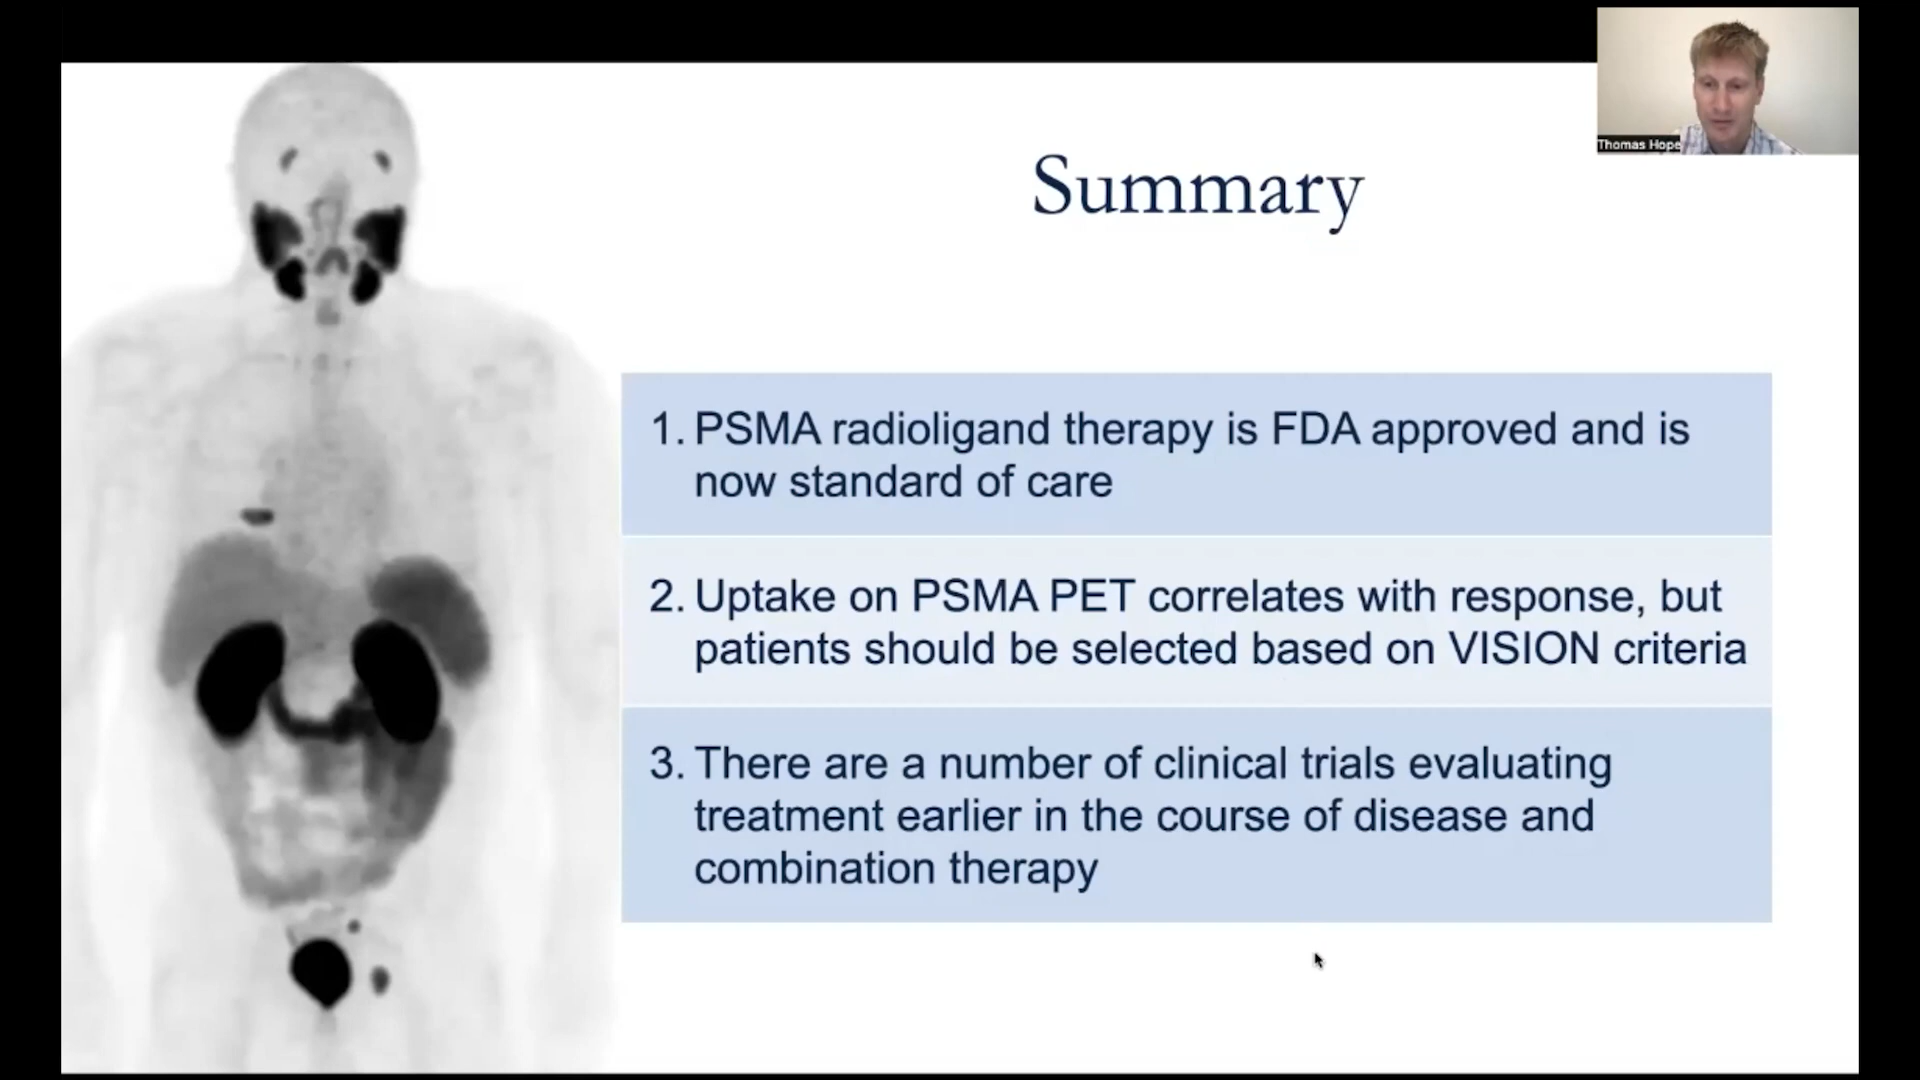 Thomas Hope
Summary
1. PSMA radioligand therapy is FDA approved and is
now standard of care
2. Uptake on PSMA PET correlates with response, but
patients should be selected based on VISION criteria
3. There are a number of clinical trials evaluating
treatment earlier in the course of disease and
combination therapy